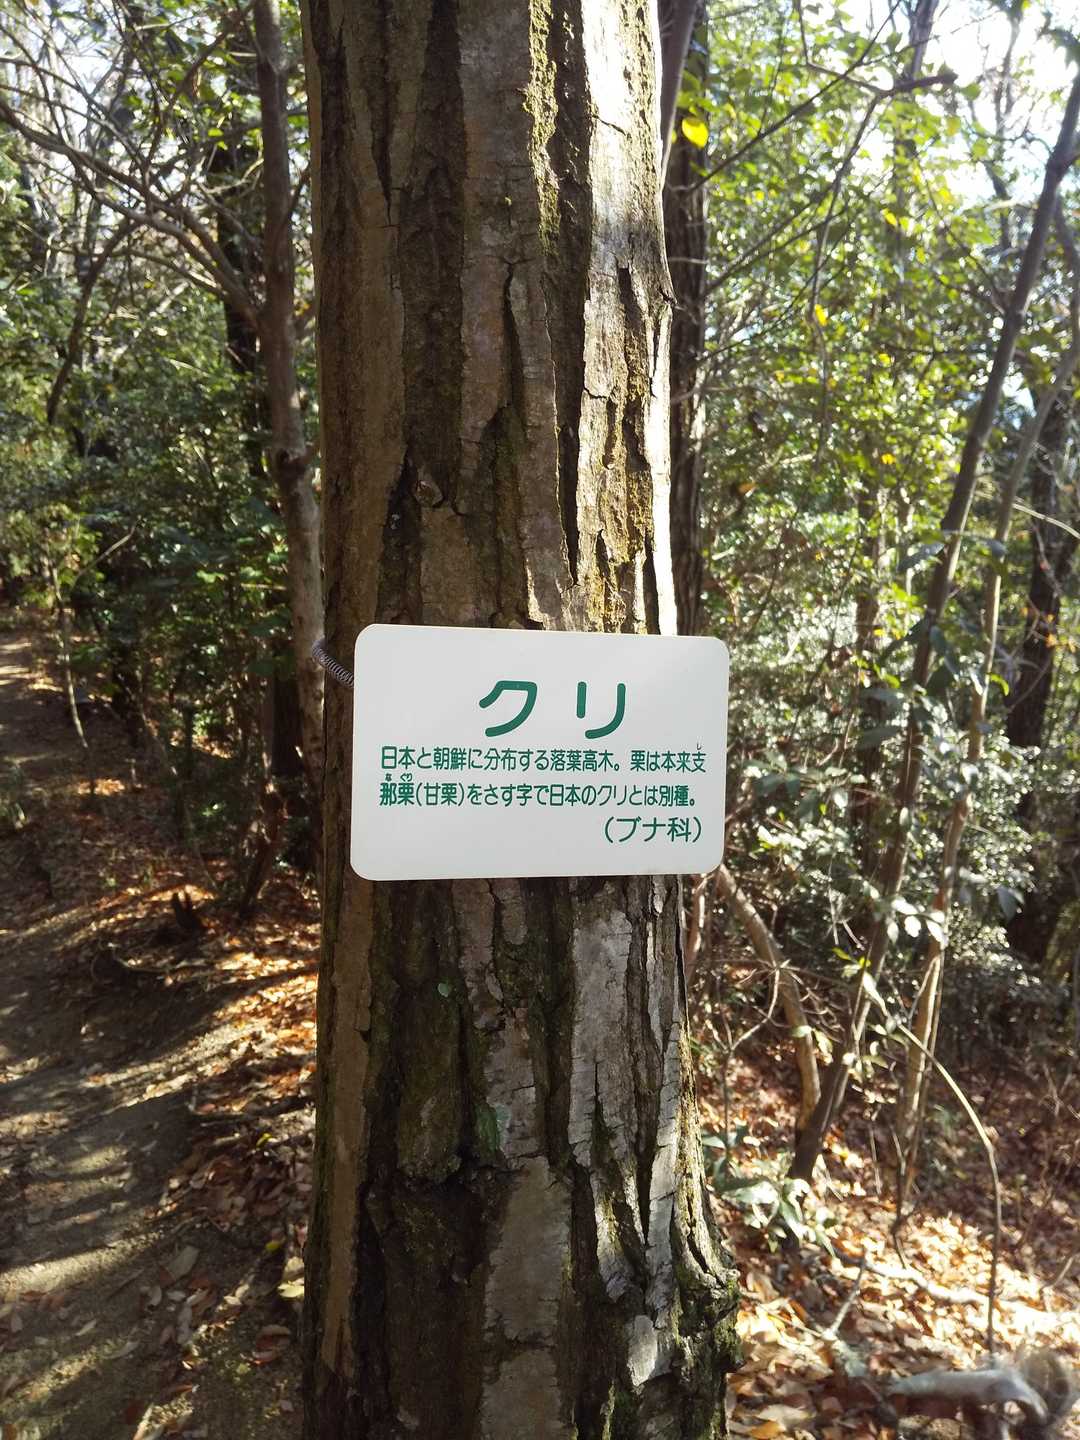 クリ
日本と朝鮮に分布する落葉高木。栗は本来支
那栗(甘栗)をさす字で日本のクリとは別種。
(ブナ科)